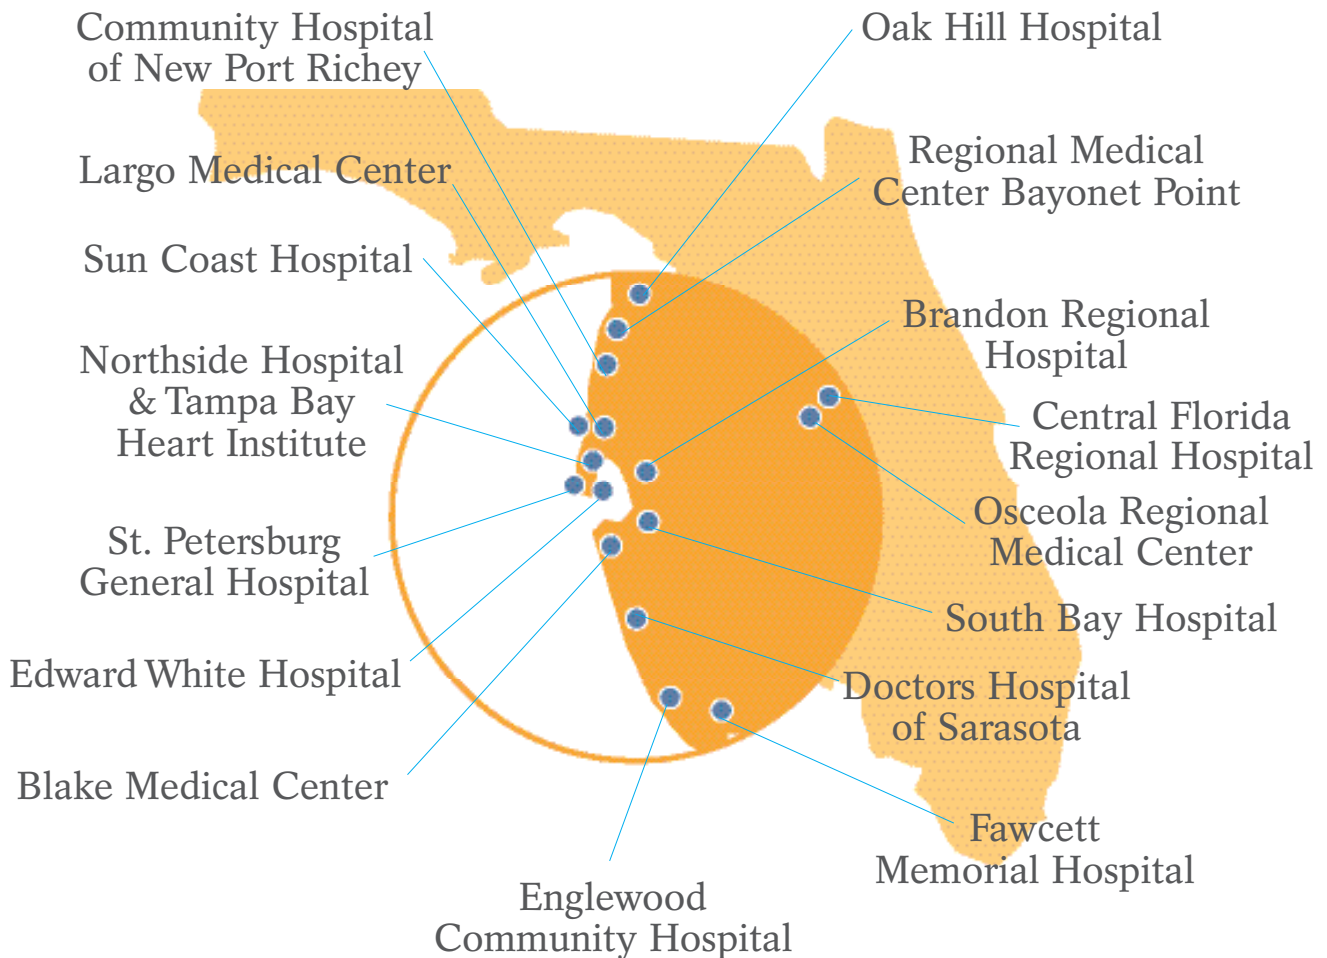 Community Hospital
of New Port Richey
Oak Hill Hospital
Largo Medical Center
Regional Medical
Center Bayonet Point
Sun Coast Hospital
Brandon Regional
Hospital
Northside Hospital
& Tampa Bay
Heart Institute
Central Florida
Regional Hospital
Osceola Regional
Medical Center
St. Petersburg
General Hospital
South Bay Hospital
Edward White Hospital
Doctors Hospital
of Sarasota
Blake Medical Center
Fawcett
Memorial Hospital
Englewood
Community Hospital